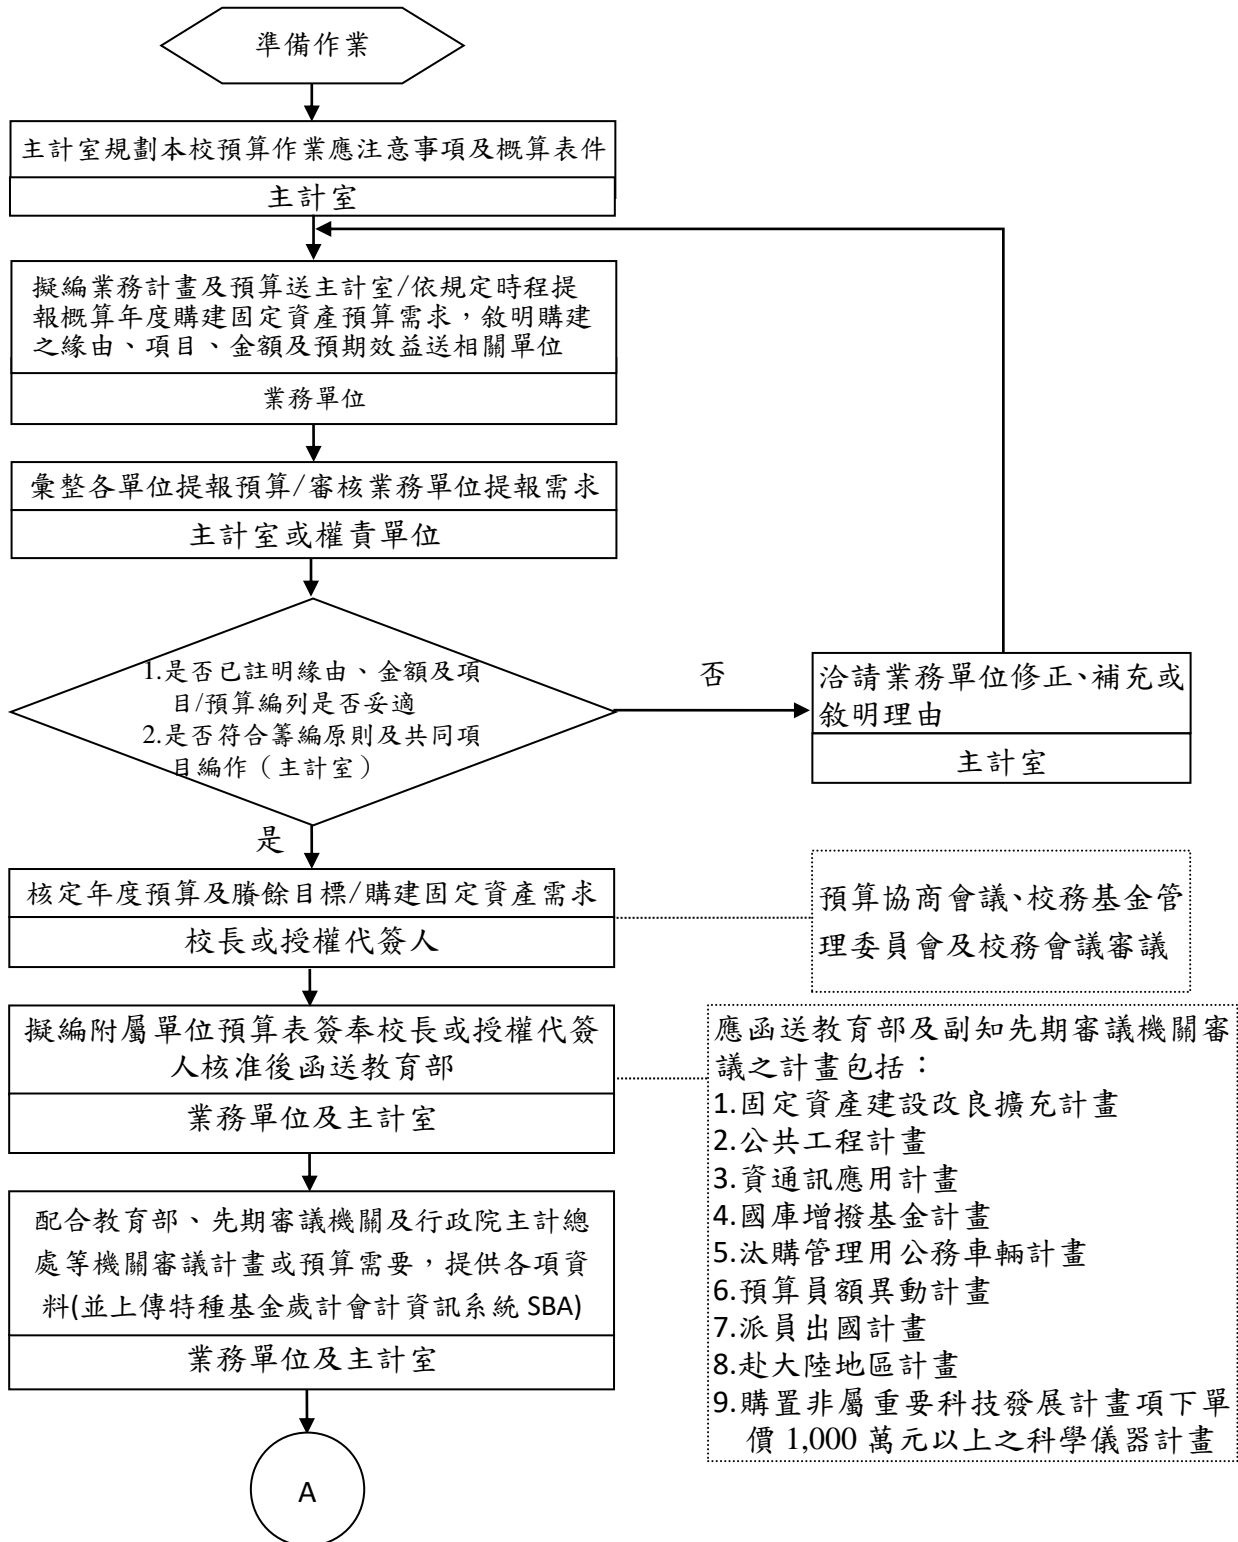 準備作業
主計室規劃本校預算作業應注意事項及概算表件
主計室
擬編業務計畫及預算送主計室/依規定時程提
報概算年度購建固定資產預算需求，敘明購建
之緣由、項目、金額及預期效益送相關單位
業務單位
彙整各單位提報預算/審核業務單位提報需求
主計室或權責單位
1.是否已註明緣由、金額及項
目/預算編列是否妥適
2.是否符合籌編原則及共同項
目編作（主計室）
否
洽請業務單位修正、補充或
敘明理由
主計室
是
核定年度預算及賸餘目標/購建固定資產需求
校長或授權代簽人
預算協商會議、校務基金管
理委員會及校務會議審議
擬編附屬單位預算表簽奉校長或授權代簽
人核准後函送教育部
業務單位及主計室
應函送教育部及副知先期審議機關審
議之計畫包括：
1.固定資產建設改良擴充計畫
2.公共工程計畫
3.資通訊應用計畫
4.國庫增撥基金計畫
5.汰購管理用公務車輛計畫
6.預算員額異動計畫
7.派員出國計畫
8.赴大陸地區計畫
9.購置非屬重要科技發展計畫項下單
價 1,000 萬元以上之科學儀器計畫
配合教育部、先期審議機關及行政院主計總
處等機關審議計畫或預算需要，提供各項資
料(並上傳特種基金歲計會計資訊系統 SBA)
業務單位及主計室
A